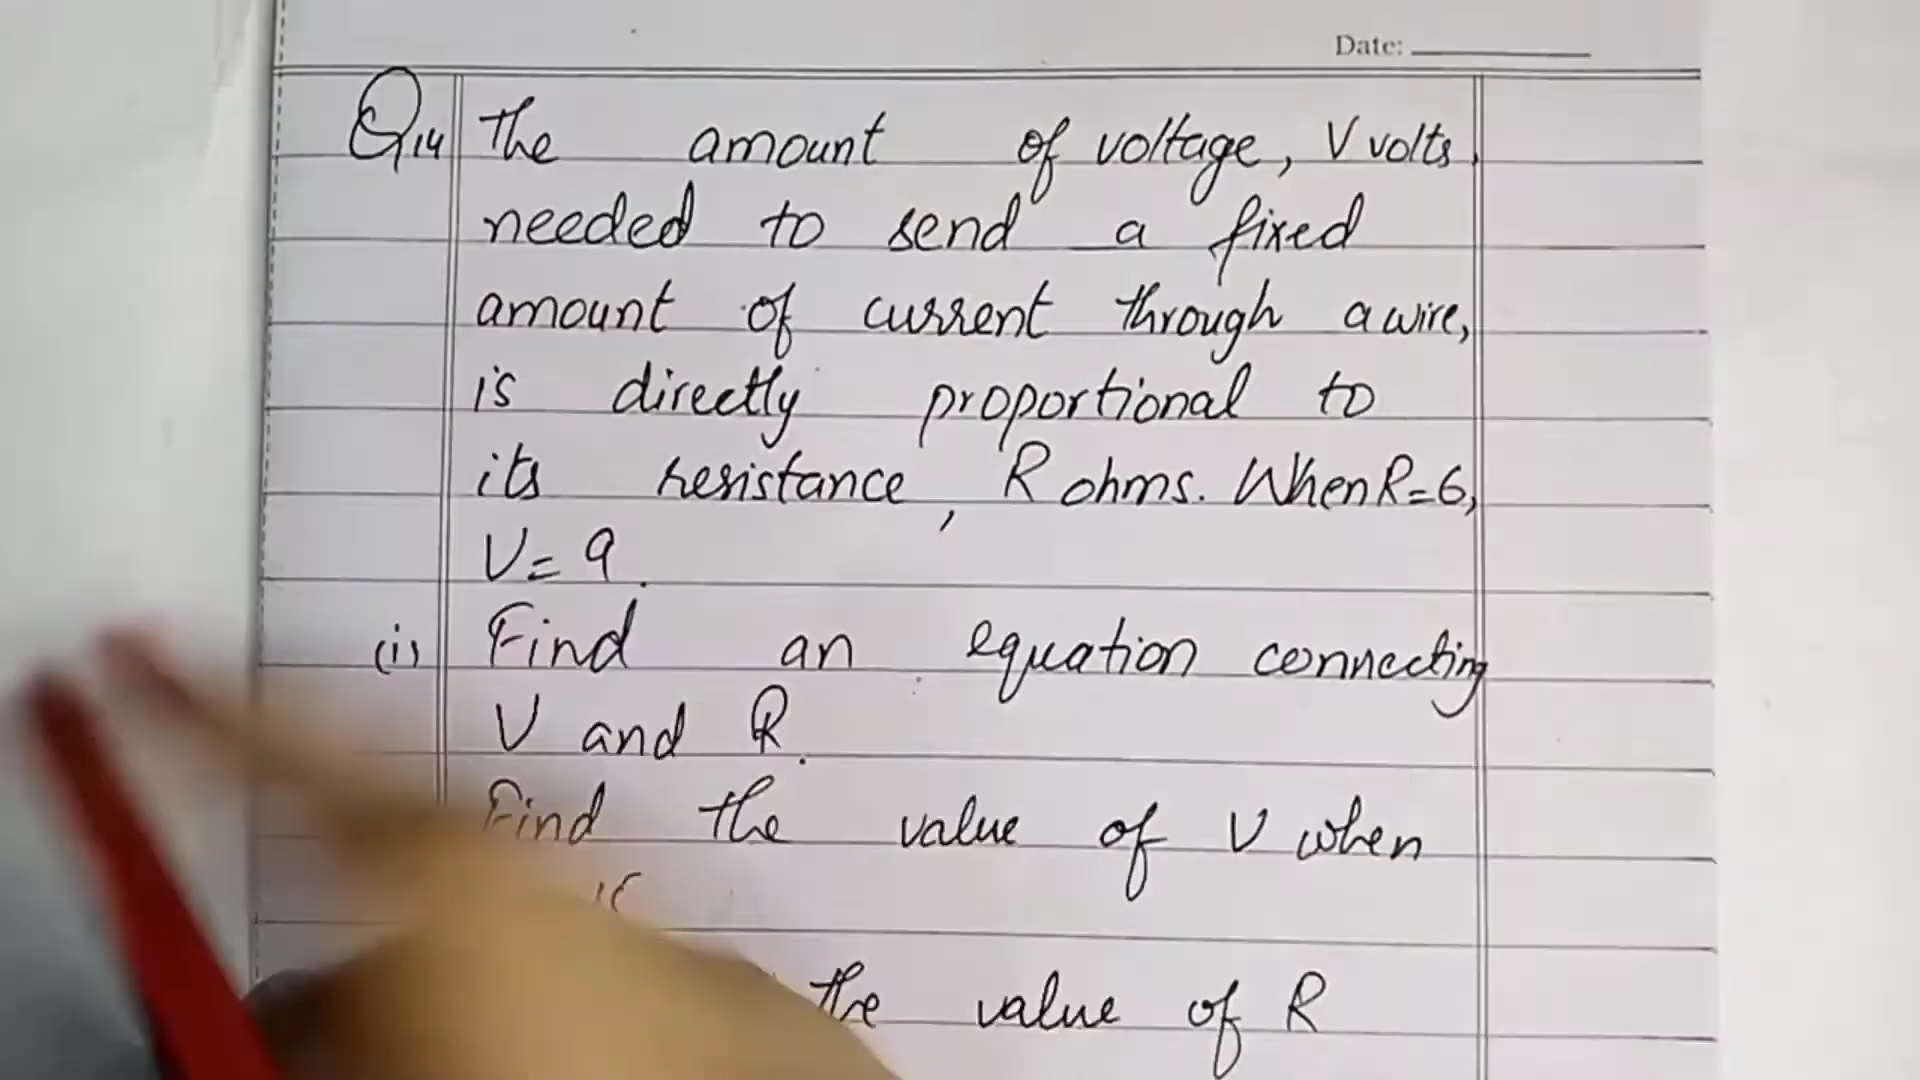 Date:
Q14 The amount of voltage, V volts,
needed to send a fixed
amount of current through a wire,
is directly proportional to
its resistance, R ohms. When R=6,
V=9.
(i) Find an equation connecting
V and R.
Find the value of V when
the value of R